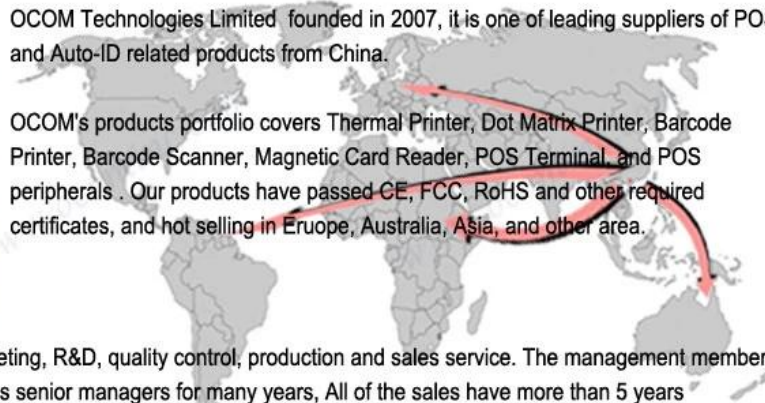 OCOM Technologies Limited founded in 2007, it is one of leading suppliers of POS
and Auto-ID related products from China.
OCOM's products portfolio covers Thermal Printer, Dot Matrix Printer, Barcode
Printer, Barcode Scanner, Magnetic Card Reader, POS Terminal, and POS
peripherals . Our products have passed CE, FCC, RoHS and other required
certificates, and hot selling in Eruope, Australia, Asia, and other area.
eting, R&D, quality control, production and sales service. The management member
s senior managers for many years, All of the sales have more than 5 years